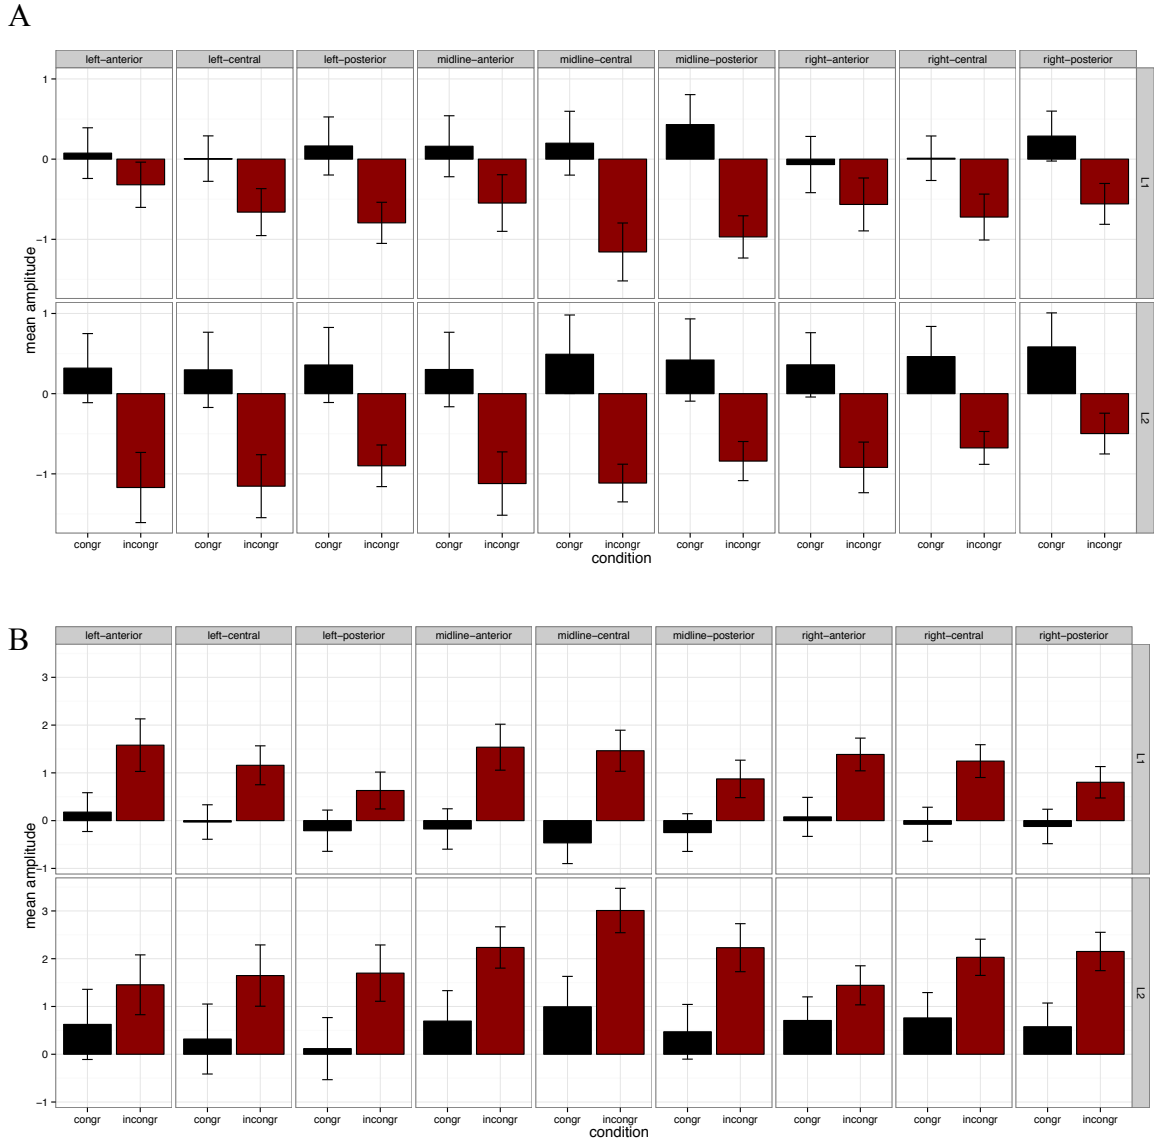 A
left-anterior left-central left-posterior midline-anterior midline-central midline-posterior right-anterior right-central right-posterior
1
0
-1
L1
1
0
-1
L2
mean amplitude
congr incongr congr incongr congr incongr congr incongr congr incongr congr incongr congr incongr congr incongr congr incongr
condition
B
left-anterior left-central left-posterior midline-anterior midline-central midline-posterior right-anterior right-central right-posterior
3
2
1
0
-1
L1
3
2
1
0
-1
L2
mean amplitude
congr incongr congr incongr congr incongr congr incongr congr incongr congr incongr congr incongr congr incongr congr incongr
condition